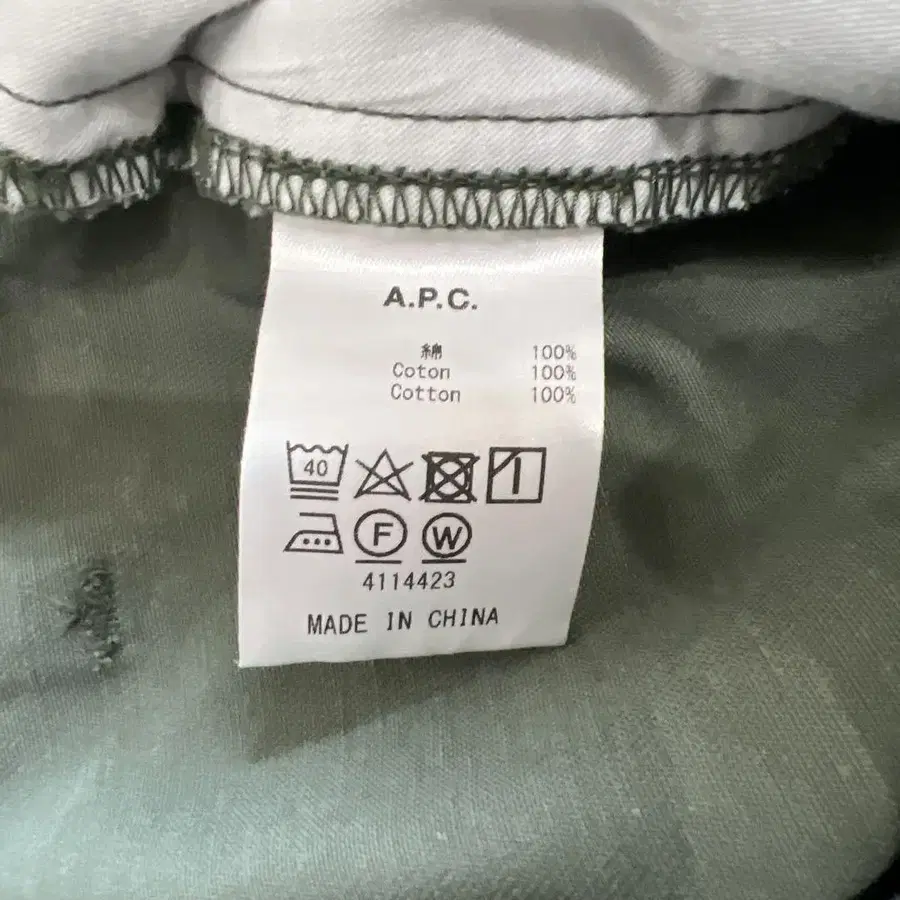 A.P.C.
綿 100%
Coton 100%
Cotton 100%
40
F W
4114423
MADE IN CHINA